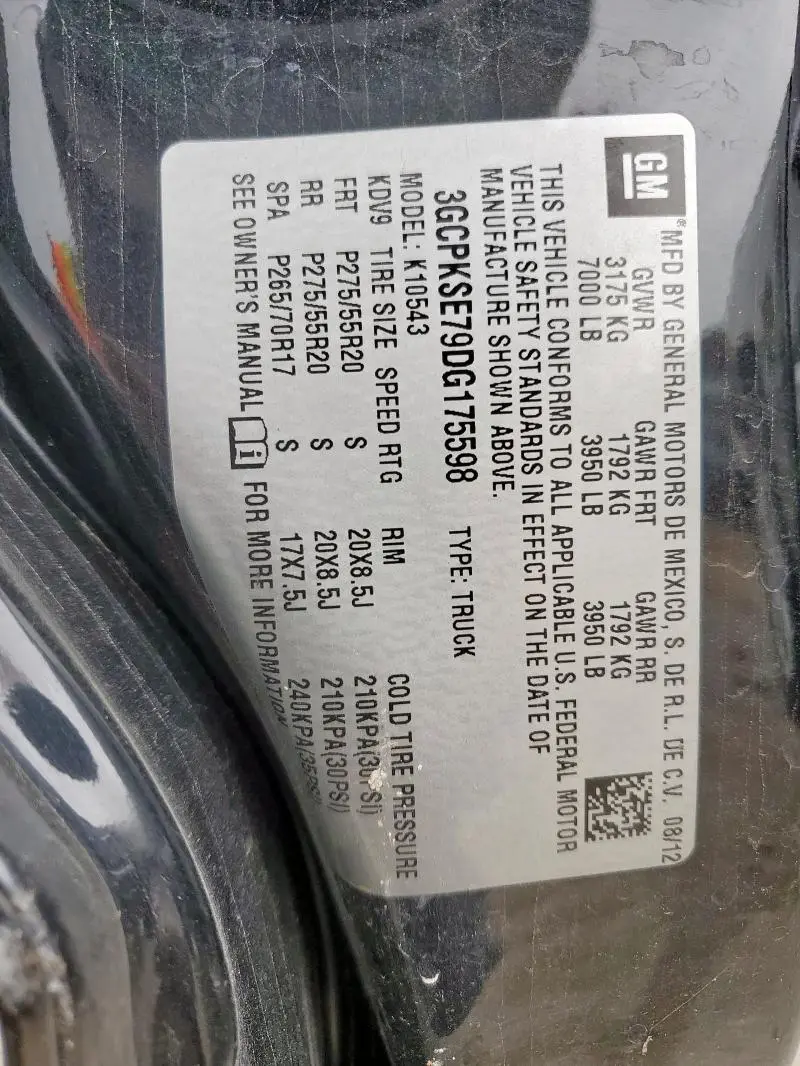 GM
®MFD BY GENERAL MOTORS DE MEXICO, S. DE R.L. DE C.V. 08/12
GVWR GAWR FRT GAWR RR
3175 KG 1792 KG 1792 KG
7000 LB 3950 LB 3950 LB
THIS VEHICLE CONFORMS TO ALL APPLICABLE U.S. FEDERAL MOTOR
VEHICLE SAFETY STANDARDS IN EFFECT ON THE DATE OF
MANUFACTURE SHOWN ABOVE.
3GCPKSE79DG175598 TYPE: TRUCK
MODEL: K10543
KDV9 TIRE SIZE SPEED RTG RIM COLD TIRE PRESSURE
FRT P275/55R20 S 20X8.5J 210KPA(30PSI)
RR P275/55R20 S 20X8.5J 210KPA(30PSI)
SPA P265/70R17 S 17X7.5J 240KPA(35PSI)
SEE OWNER'S MANUAL i FOR MORE INFORMATION